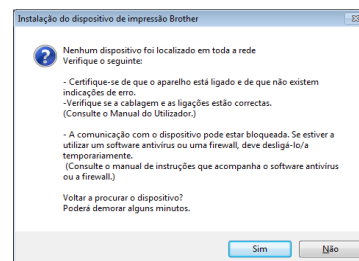 Instalação do dispositivo de impressão Brother
Nenhum dispositivo foi localizado em toda a rede
Verifique o seguinte:
- Certifique-se de que o aparelho está ligado e de que não existem
indicações de erro.
-Verifique se a cablagem e as ligações estão correctas.
(Consulte o Manual do Utilizador.)
- A comunicação com o dispositivo pode estar bloqueada. Se estiver a
utilizar um software antivírus ou uma firewall, deve desligá-lo/a
temporariamente.
(Consulte o manual de instruções que acompanha o software antivírus
ou a firewall.)
Voltar a procurar o dispositivo?
Poderá demorar alguns minutos.
Sim
Não